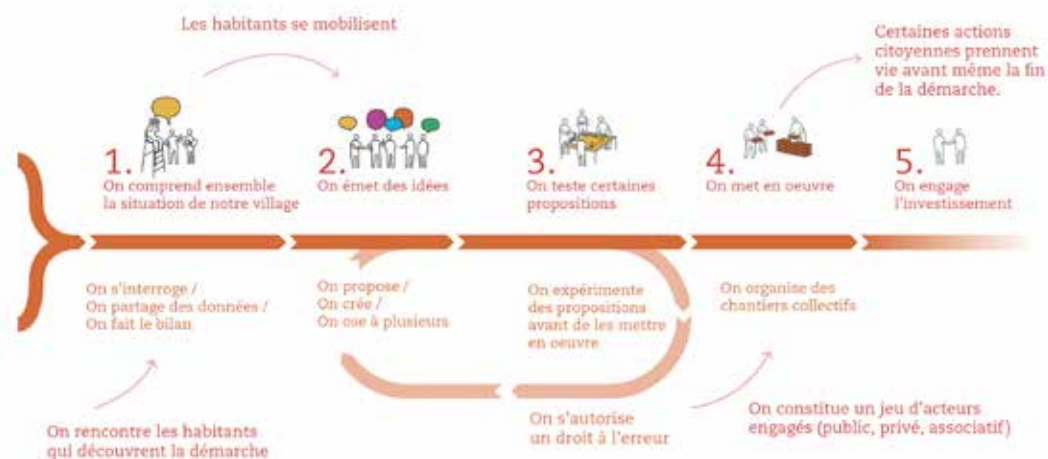 Les habitants se mobilisent
Certaines actions
citoyennes prennent
vie avant même la fin
de la démarche.
1.
On comprend ensemble
la situation de notre village
2.
On émet des idées
3.
On teste certaines
propositions
4.
On met en oeuvre
5.
On engage
l'investissement
On s'interroge /
On partage des données /
On fait le bilan
On propose /
On crée /
On ose à plusieurs
On expérimente
des propositions
avant de les mettre
en oeuvre
On organise des
chantiers collectifs
On rencontre les habitants
qui découvrent la démarche
On s'autorise
un droit à l'erreur
On constitue un jeu d'acteurs
engagés (public, privé, associatif)